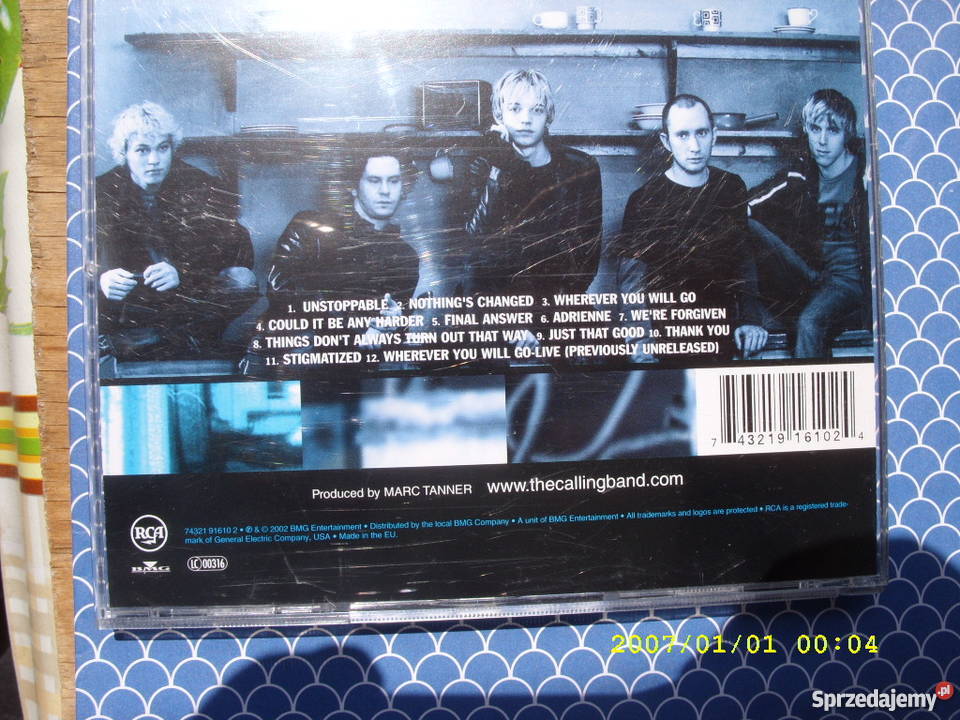 1. UNSTOPPABLE 2. NOTHING'S CHANGED 3. WHEREVER YOU WILL GO
4. COULD IT BE ANY HARDER 5. FINAL ANSWER 6. ADRIENNE 7. WE'RE FORGIVEN
8. THINGS DON'T ALWAYS TURN OUT THAT WAY 9. JUST THAT GOOD 10. THANK YOU
11. STIGMATIZED 12. WHEREVER YOU WILL GO-LIVE (PREVIOUSLY UNRELEASED)
7 43219 16102 4
Produced by MARC TANNER www.thecallingband.com
RCA
74321 91610 2 • ℗ & © 2002 BMG Entertainment • Distributed by the local BMG Company • A unit of BMG Entertainment • All trademarks and logos are protected • RCA is a registered trade-
mark of General Electric Company, USA • Made in the EU.
BMG
LC 00316
2007/01/01 00:04
Sprzedajemy.pl